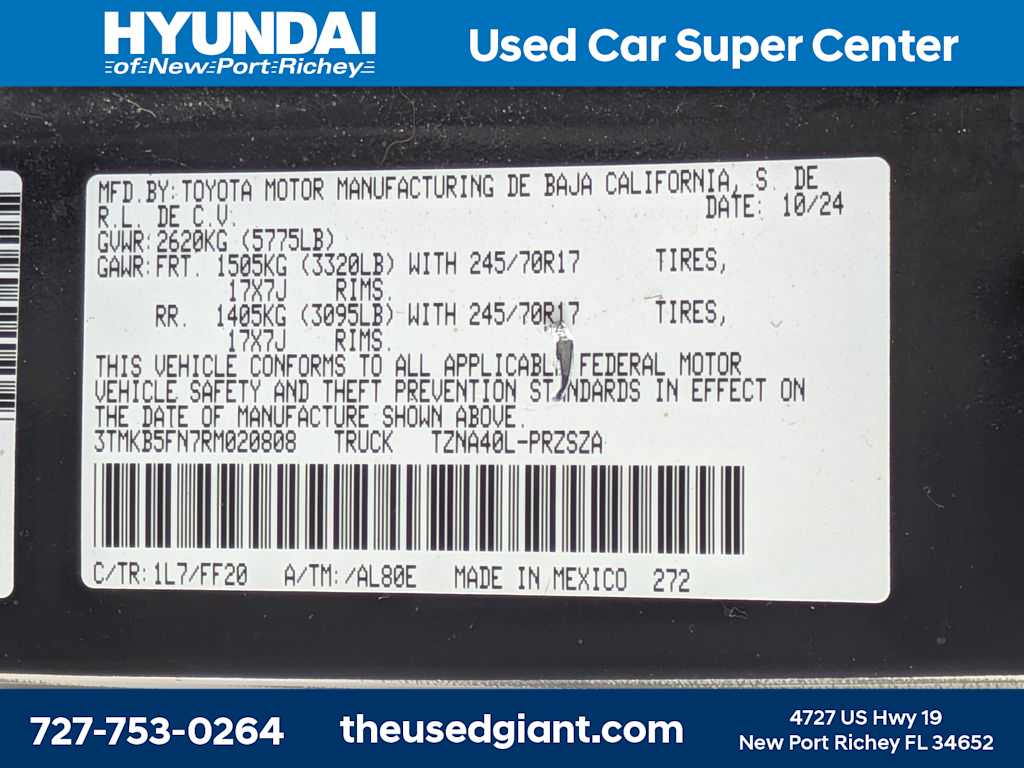 HYUNDAI
of New Port Richey
Used Car Super Center
MFD.BY: TOYOTA MOTOR MANUFACTURING DE BAJA CALIFORNIA, S. DE
R.L. DE C.V. DATE: 10/24
GVWR: 2620KG (5775LB)
GAWR: FRT. 1505KG (3320LB) WITH 245/70R17 TIRES,
17X7J RIMS.
RR. 1405KG (3095LB) WITH 245/70R17 TIRES,
17X7J RIMS.
THIS VEHICLE CONFORMS TO ALL APPLICABLE FEDERAL MOTOR
VEHICLE SAFETY AND THEFT PREVENTION STANDARDS IN EFFECT ON
THE DATE OF MANUFACTURE SHOWN ABOVE.
3TMKB5FN7RM020808 TRUCK TZNA40L-PRZSZA
C/TR: 1L7/FF20 A/TM: /AL80E MADE IN MEXICO 272
727-753-0264
theusedgiant.com
4727 US Hwy 19
New Port Richey FL 34652